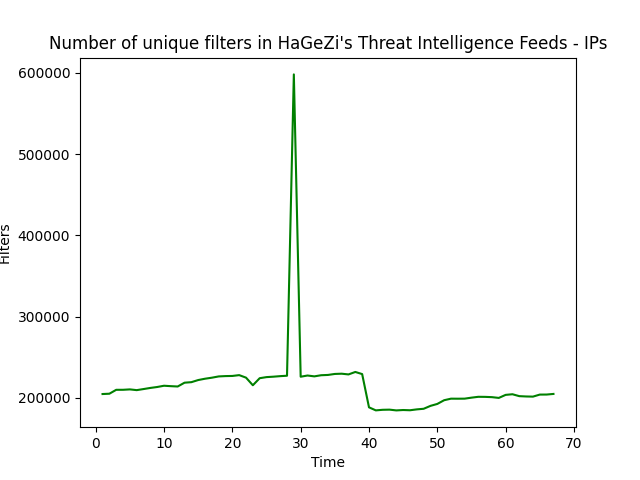 Number of unique filters in HaGeZi's Threat Intelligence Feeds - IPs
600000
500000
400000
300000
200000
Filters
0 10 20 30 40 50 60 70
Time